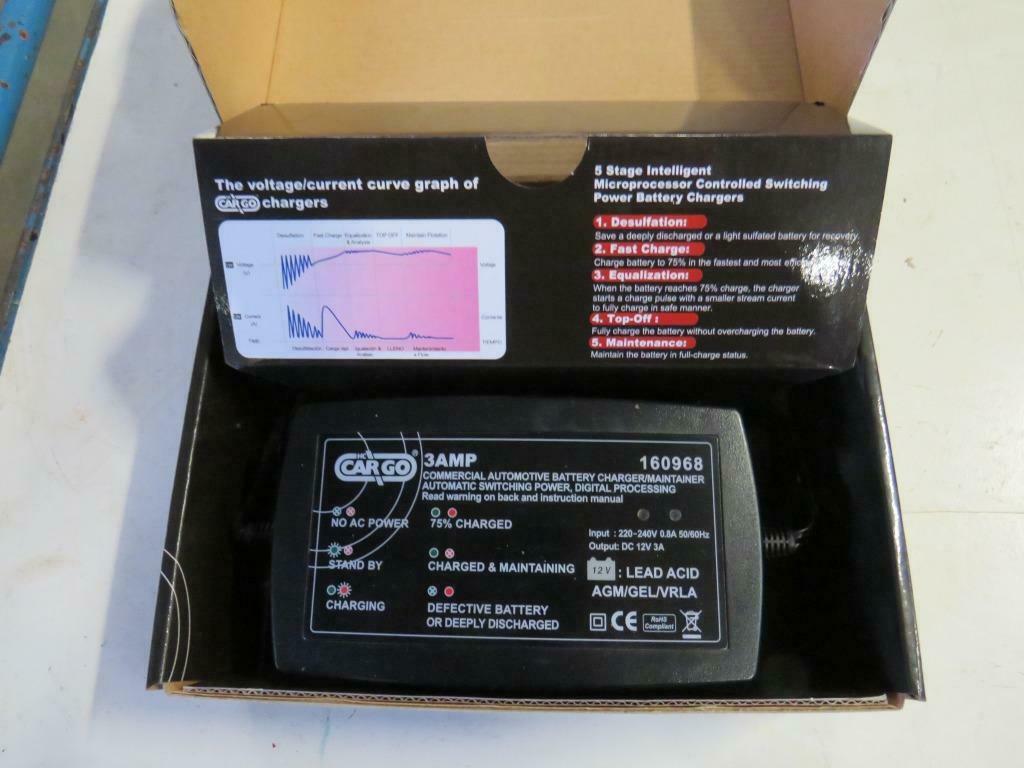 The voltage/current curve graph of
CARGO chargers
Desulfation Fast Charge Equalization & Analysis TOP OFF Maintain Flotation
Voltage (V) Voltage
Current (A) Corriente
TIME TIEMPO
5 Stage Intelligent
Microprocessor Controlled Switching
Power Battery Chargers
1. Desulfation:
Save a deeply discharged or a light sulfated battery for recovery
2. Fast Charge:
Charge battery to 75% in the fastest and most
3. Equalization:
When the battery reaches 75% charge, the charger
starts a charge pulse with a smaller stream current
to fully charge in safe manner.
4. Top-Off :
Fully charge the battery without overcharging the battery.
5. Maintenance:
Maintain the battery in full-charge status.
HC
CARGO® 3AMP 160968
COMMERCIAL AUTOMOTIVE BATTERY CHARGER/MAINTAINER
AUTOMATIC SWITCHING POWER, DIGITAL PROCESSING
Read warning on back and instruction manual
NO AC POWER 75% CHARGED
STAND BY CHARGED & MAINTAINING
CHARGING DEFECTIVE BATTERY
OR DEEPLY DISCHARGED
Input : 220~240V 0.8A 50/60Hz
Output: DC 12V 3A
12 V : LEAD ACID
AGM/GEL/VRLA
CE RoHS
Compliant